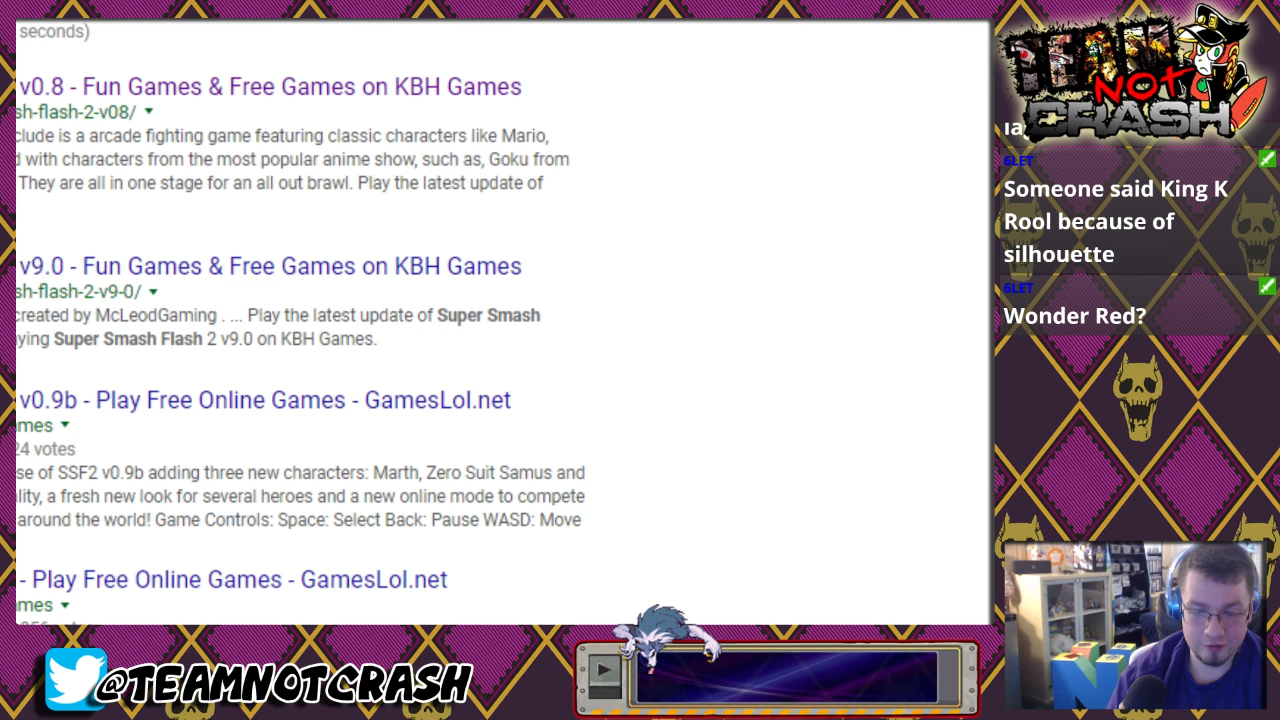 seconds)
v0.8 - Fun Games & Free Games on KBH Games
sh-flash-2-v08/
clude is a arcade fighting game featuring classic characters like Mario,
d with characters from the most popular anime show, such as, Goku from
They are all in one stage for an all out brawl. Play the latest update of
v9.0 - Fun Games & Free Games on KBH Games
sh-flash-2-v9-0/
created by McLeodGaming . ... Play the latest update of Super Smash
ying Super Smash Flash 2 v9.0 on KBH Games.
v0.9b - Play Free Online Games - GamesLol.net
mes
24 votes
se of SSF2 v0.9b adding three new characters: Marth, Zero Suit Samus and
lity, a fresh new look for several heroes and a new online mode to compete
around the world! Game Controls: Space: Select Back: Pause WASD: Move
- Play Free Online Games - GamesLol.net
mes
TEAM
NOT
CRASH
6LET
Someone said King K
Rool because of
silhouette
6LET
Wonder Red?
@TEAMNOTCRASH